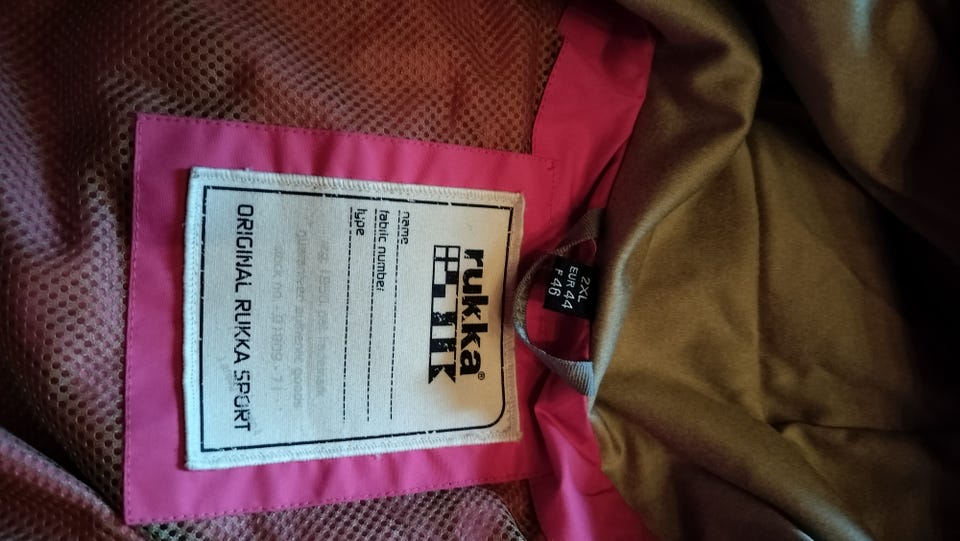 rukka®
name
fabric number
type
ORIGINAL RUKKA SPORT
2XL
EUR 44
F 46